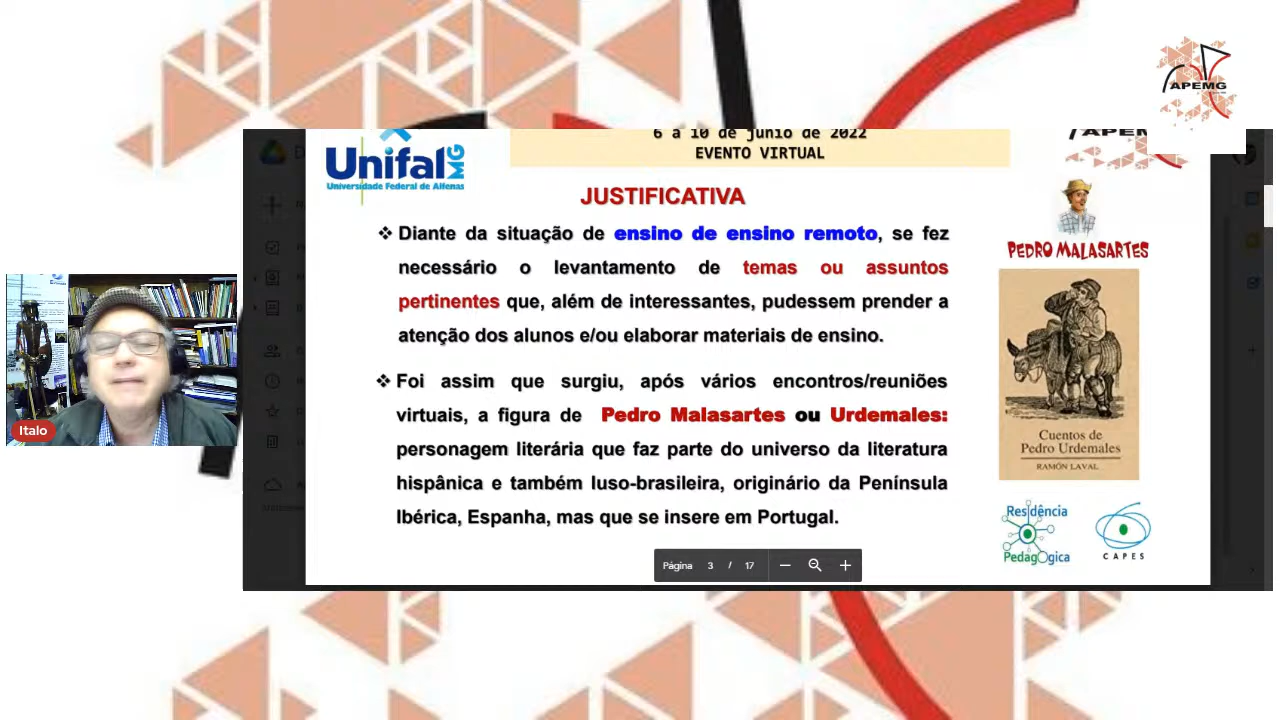 APEMG
6 a 10 de junio de 2022
EVENTO VIRTUAL
Unifal MG
Universidade Federal de Alfenas
JUSTIFICATIVA
❖ Diante da situação de ensino de ensino remoto, se fez
necessário o levantamento de temas ou assuntos
pertinentes que, além de interessantes, pudessem prender a
atenção dos alunos e/ou elaborar materiais de ensino.
❖ Foi assim que surgiu, após vários encontros/reuniões
virtuais, a figura de Pedro Malasartes ou Urdemales:
personagem literária que faz parte do universo da literatura
hispânica e também luso-brasileira, originário da Península
Ibérica, Espanha, mas que se insere em Portugal.
PEDRO MALASARTES
Cuentos de
Pedro Urdemales
RAMÓN LAVAL
Residência
Pedagógica
CAPES
Página 3 / 17
Italo